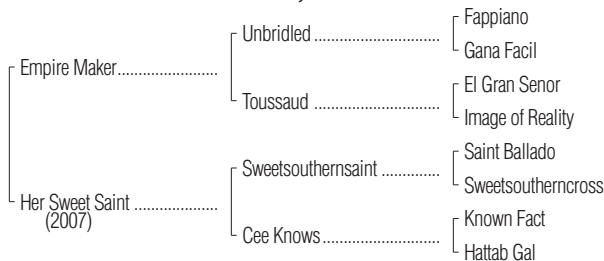 Fappiano
Unbridled
Gana Facil
Empire Maker
El Gran Senor
Toussaud
Image of Reality
Saint Ballado
Sweetsouthernsaint
Sweetsoutherncross
Her Sweet Saint
(2007)
Known Fact
Cee Knows
Hattab Gal